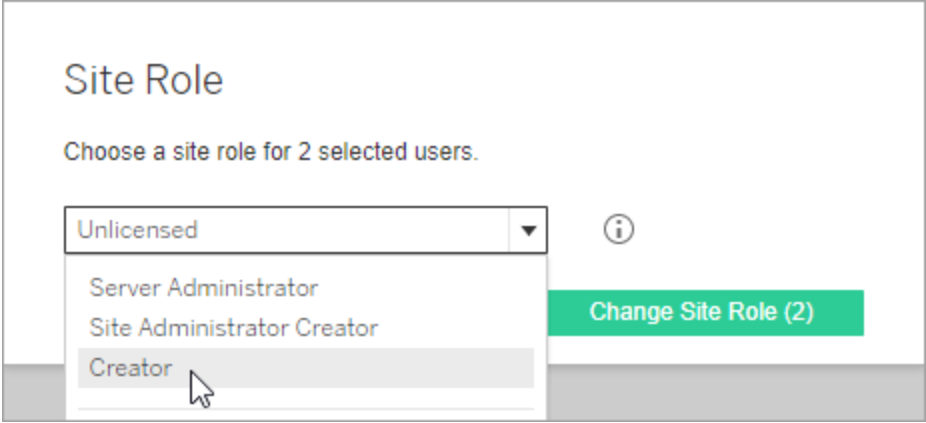 Site Role
Choose a site role for 2 selected users.
Unlicensed
Server Administrator
Site Administrator Creator
Change Site Role (2)
Creator